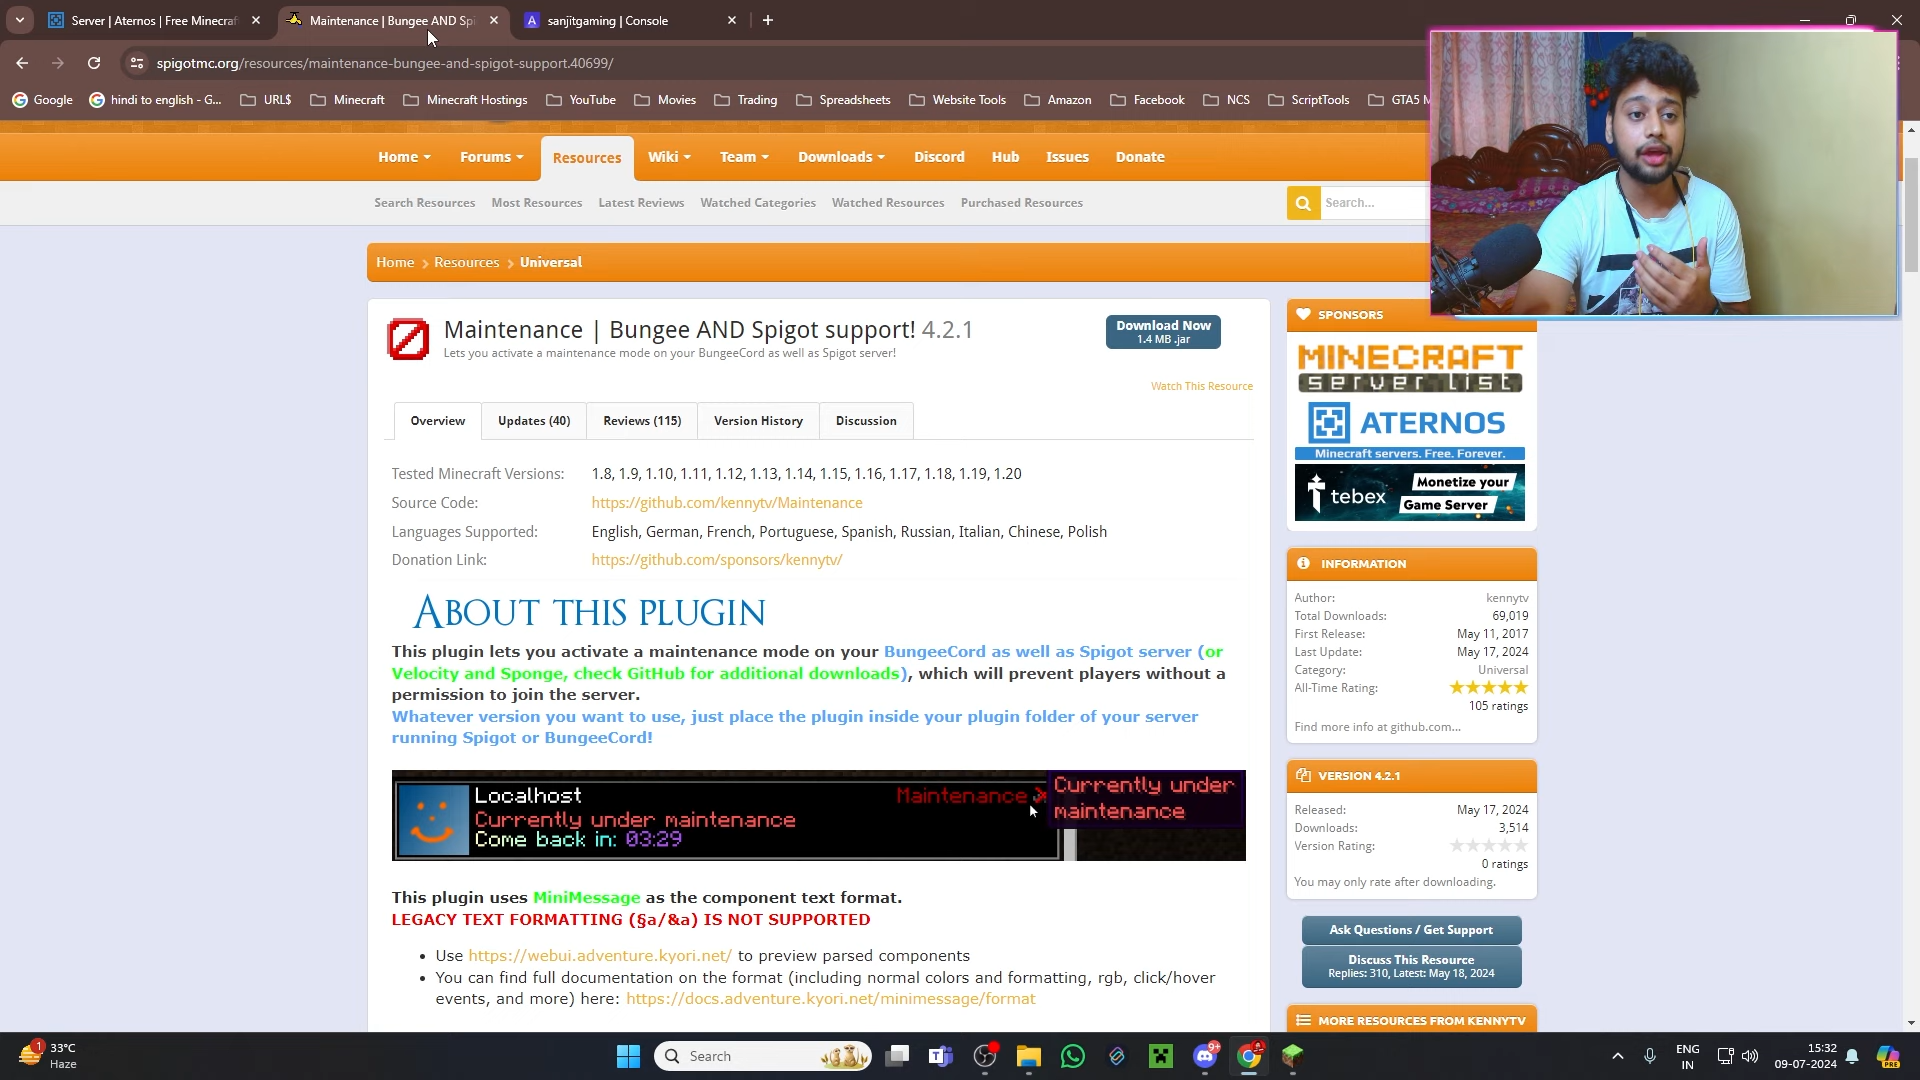 Server | Aternos | Free Minecraf
Maintenance | Bungee AND Spi
sanjitgaming | Console
spigotmc.org/resources/maintenance-bungee-and-spigot-support.40699/
Google
hindi to english - G...
URL$
Minecraft
Minecraft Hostings
YouTube
Movies
Trading
Spreadsheets
Website Tools
Amazon
Facebook
NCS
ScriptTools
GTA5 M
Home
Forums
Resources
Wiki
Team
Downloads
Discord
Hub
Issues
Donate
Search Resources
Most Resources
Latest Reviews
Watched Categories
Watched Resources
Purchased Resources
Search...
Home > Resources > Universal
Maintenance | Bungee AND Spigot support! 4.2.1
Lets you activate a maintenance mode on your BungeeCord as well as Spigot server!
Download Now
1.4 MB .jar
Watch This Resource
Overview
Updates (40)
Reviews (115)
Version History
Discussion
Tested Minecraft Versions: 1.8, 1.9, 1.10, 1.11, 1.12, 1.13, 1.14, 1.15, 1.16, 1.17, 1.18, 1.19, 1.20
Source Code: https://github.com/kennytv/Maintenance
Languages Supported: English, German, French, Portuguese, Spanish, Russian, Italian, Chinese, Polish
Donation Link: https://github.com/sponsors/kennytv/
ABOUT THIS PLUGIN
This plugin lets you activate a maintenance mode on your BungeeCord as well as Spigot server (or
Velocity and Sponge, check GitHub for additional downloads), which will prevent players without a
permission to join the server.
Whatever version you want to use, just place the plugin inside your plugin folder of your server
running Spigot or BungeeCord!
Localhost
Maintenance
Currently under maintenance
Come back in: 03:29
Currently under
maintenance
This plugin uses MiniMessage as the component text format.
LEGACY TEXT FORMATTING (§a/&a) IS NOT SUPPORTED
• Use https://webui.adventure.kyori.net/ to preview parsed components
• You can find full documentation on the format (including normal colors and formatting, rgb, click/hover
events, and more) here: https://docs.adventure.kyori.net/minimessage/format
SPONSORS
MINECRAFT
SERVER LIST
ATERNOS
Minecraft servers. Free. Forever.
tebex
Monetize your
Game Server
INFORMATION
Author: kennytv
Total Downloads: 69,019
First Release: May 11, 2017
Last Update: May 17, 2024
Category: Universal
All-Time Rating:
105 ratings
Find more info at github.com...
VERSION 4.2.1
Released: May 17, 2024
Downloads: 3,514
Version Rating:
0 ratings
You may only rate after downloading.
Ask Questions / Get Support
Discuss This Resource
Replies: 310, Latest: May 18, 2024
MORE RESOURCES FROM KENNYTV
1
33°C
Haze
Search
9+
ENG
IN
15:32
09-07-2024
PRE